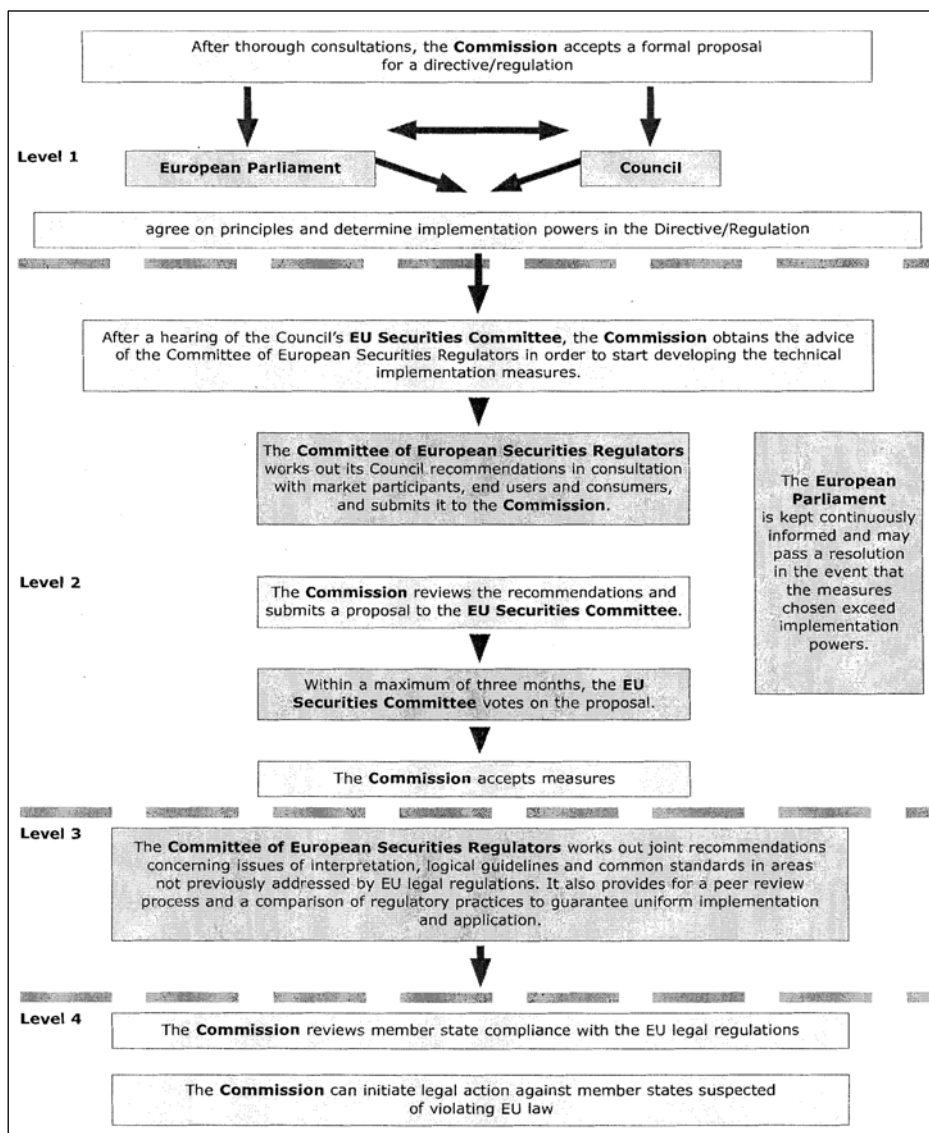 After thorough consultations, the Commission accepts a formal proposal
for a directive/regulation
Level 1
European Parliament
Council
agree on principles and determine implementation powers in the Directive/Regulation
After a hearing of the Council's EU Securities Committee, the Commission obtains the advice
of the Committee of European Securities Regulators in order to start developing the technical
implementation measures.
The Committee of European Securities Regulators
works out its Council recommendations in consultation
with market participants, end users and consumers,
and submits it to the Commission.
The European
Parliament
is kept continuously
informed and may
pass a resolution
in the event that
the measures
chosen exceed
implementation
powers.
Level 2
The Commission reviews the recommendations and
submits a proposal to the EU Securities Committee.
Within a maximum of three months, the EU
Securities Committee votes on the proposal.
The Commission accepts measures
Level 3
The Committee of European Securities Regulators works out joint recommendations
concerning issues of interpretation, logical guidelines and common standards in areas
not previously addressed by EU legal regulations. It also provides for a peer review
process and a comparison of regulatory practices to guarantee uniform implementation
and application.
Level 4
The Commission reviews member state compliance with the EU legal regulations
The Commission can initiate legal action against member states suspected
of violating EU law